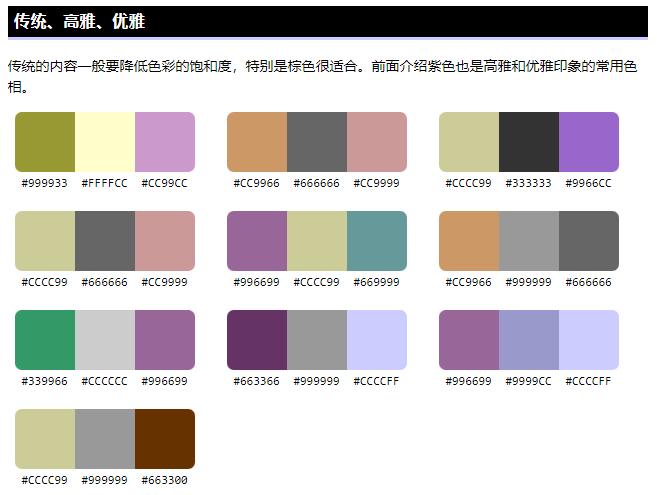 传统、高雅、优雅
传统的内容一般要降低色彩的饱和度，特别是棕色很适合。前面介绍紫色也是高雅和优雅印象的常用色
相。
#999933 #FFFFCC #CC99CC #CC9966 #666666 #CC9999 #CCCC99 #333333 #9966CC
#CCCC99 #666666 #CC9999 #996699 #CCCC99 #669999 #CC9966 #999999 #666666
#339966 #CCCCCC #996699 #663366 #999999 #CCCCFF #996699 #9999CC #CCCCFF
#CCCC99 #999999 #663300